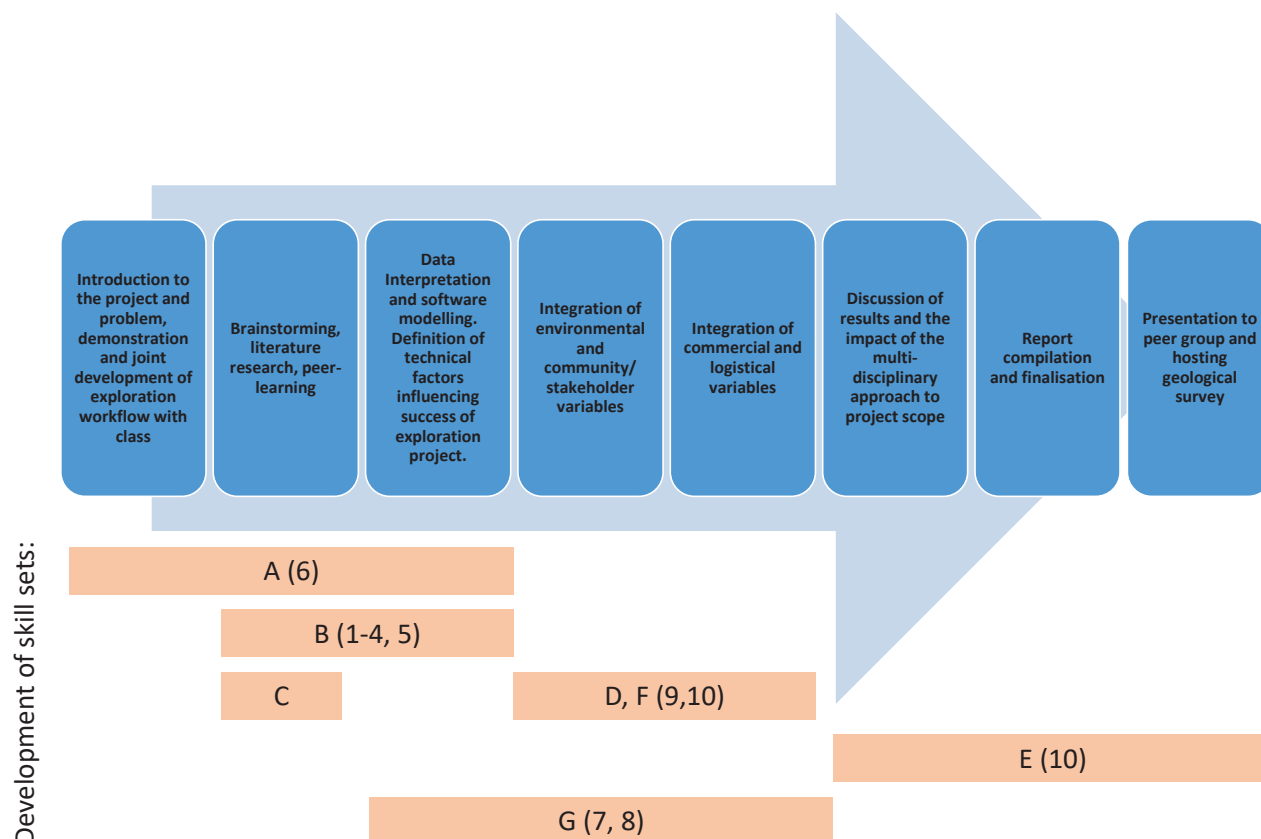 Introduction to
the project and
problem,
demonstration
and joint
development of
exploration
workflow with
class
Brainstorming,
literature
research, peer-
learning
Data
Interpretation
and software
modelling.
Definition of
technical
factors
influencing
success of
exploration
project.
Integration of
environmental
and
community/
stakeholder
variables
Integration of
commercial and
logistical
variables
Discussion of
results and the
impact of the
multi-
disciplinary
approach to
project scope
Report
compilation
and finalisation
Presentation to
peer group and
hosting
geological
survey
Development of skill sets:
A (6)
B (1-4, 5)
C
D, F (9,10)
E (10)
G (7, 8)